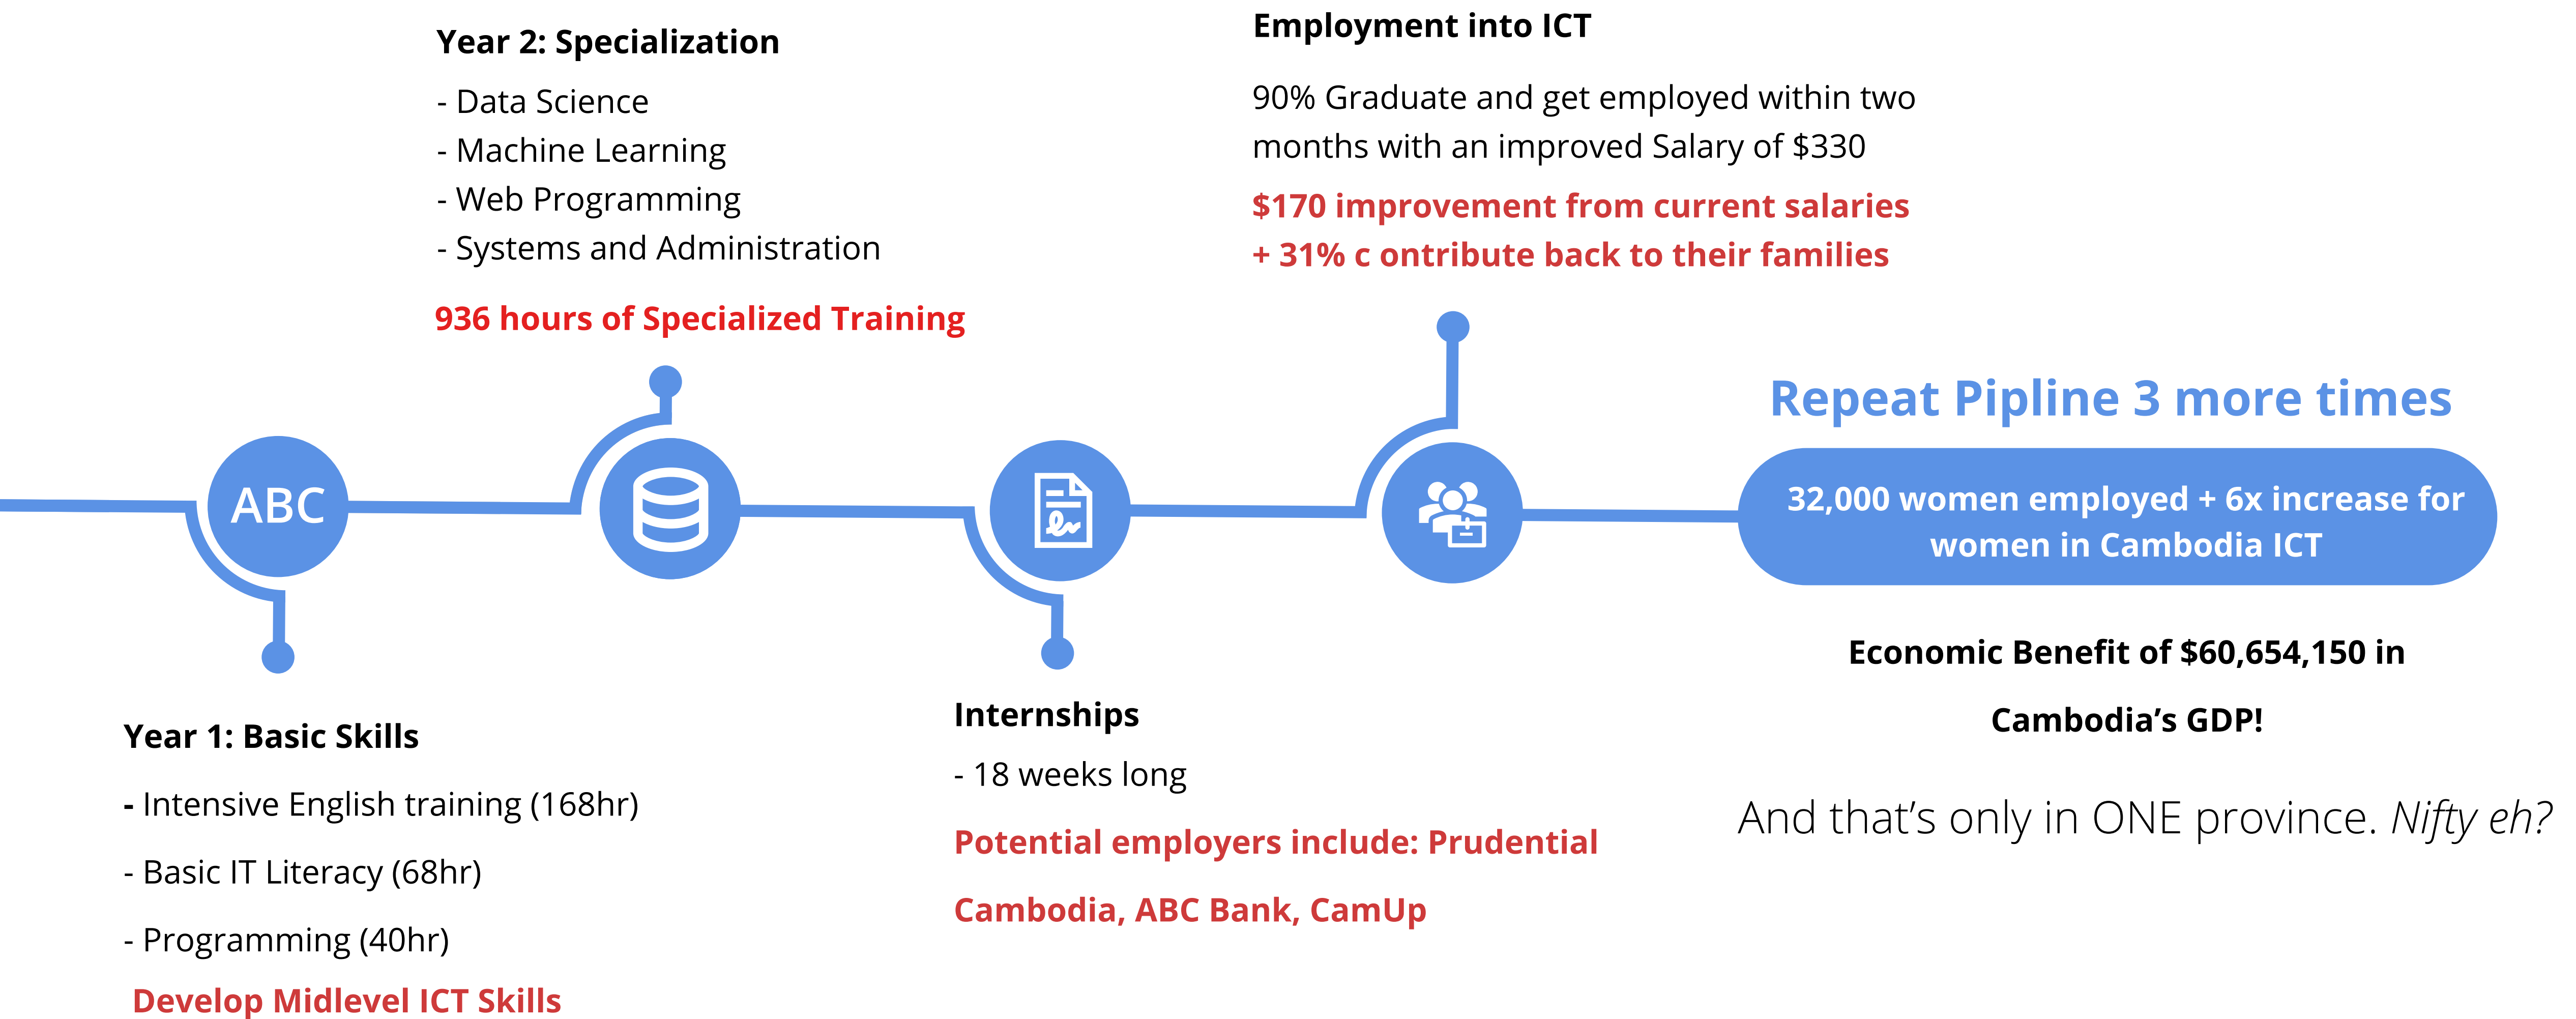 Year 2: Specialization
- Data Science
- Machine Learning
- Web Programming
- Systems and Administration
936 hours of Specialized Training
Employment into ICT
90% Graduate and get employed within two
months with an improved Salary of $330
$170 improvement from current salaries
+ 31% c ontribute back to their families
ABC
Year 1: Basic Skills
- Intensive English training (168hr)
- Basic IT Literacy (68hr)
- Programming (40hr)
Develop Midlevel ICT Skills
Internships
- 18 weeks long
Potential employers include: Prudential
Cambodia, ABC Bank, CamUp
Repeat Pipline 3 more times
32,000 women employed + 6x increase for
women in Cambodia ICT
Economic Benefit of $60,654,150 in
Cambodia’s GDP!
And that’s only in ONE province. Nifty eh?